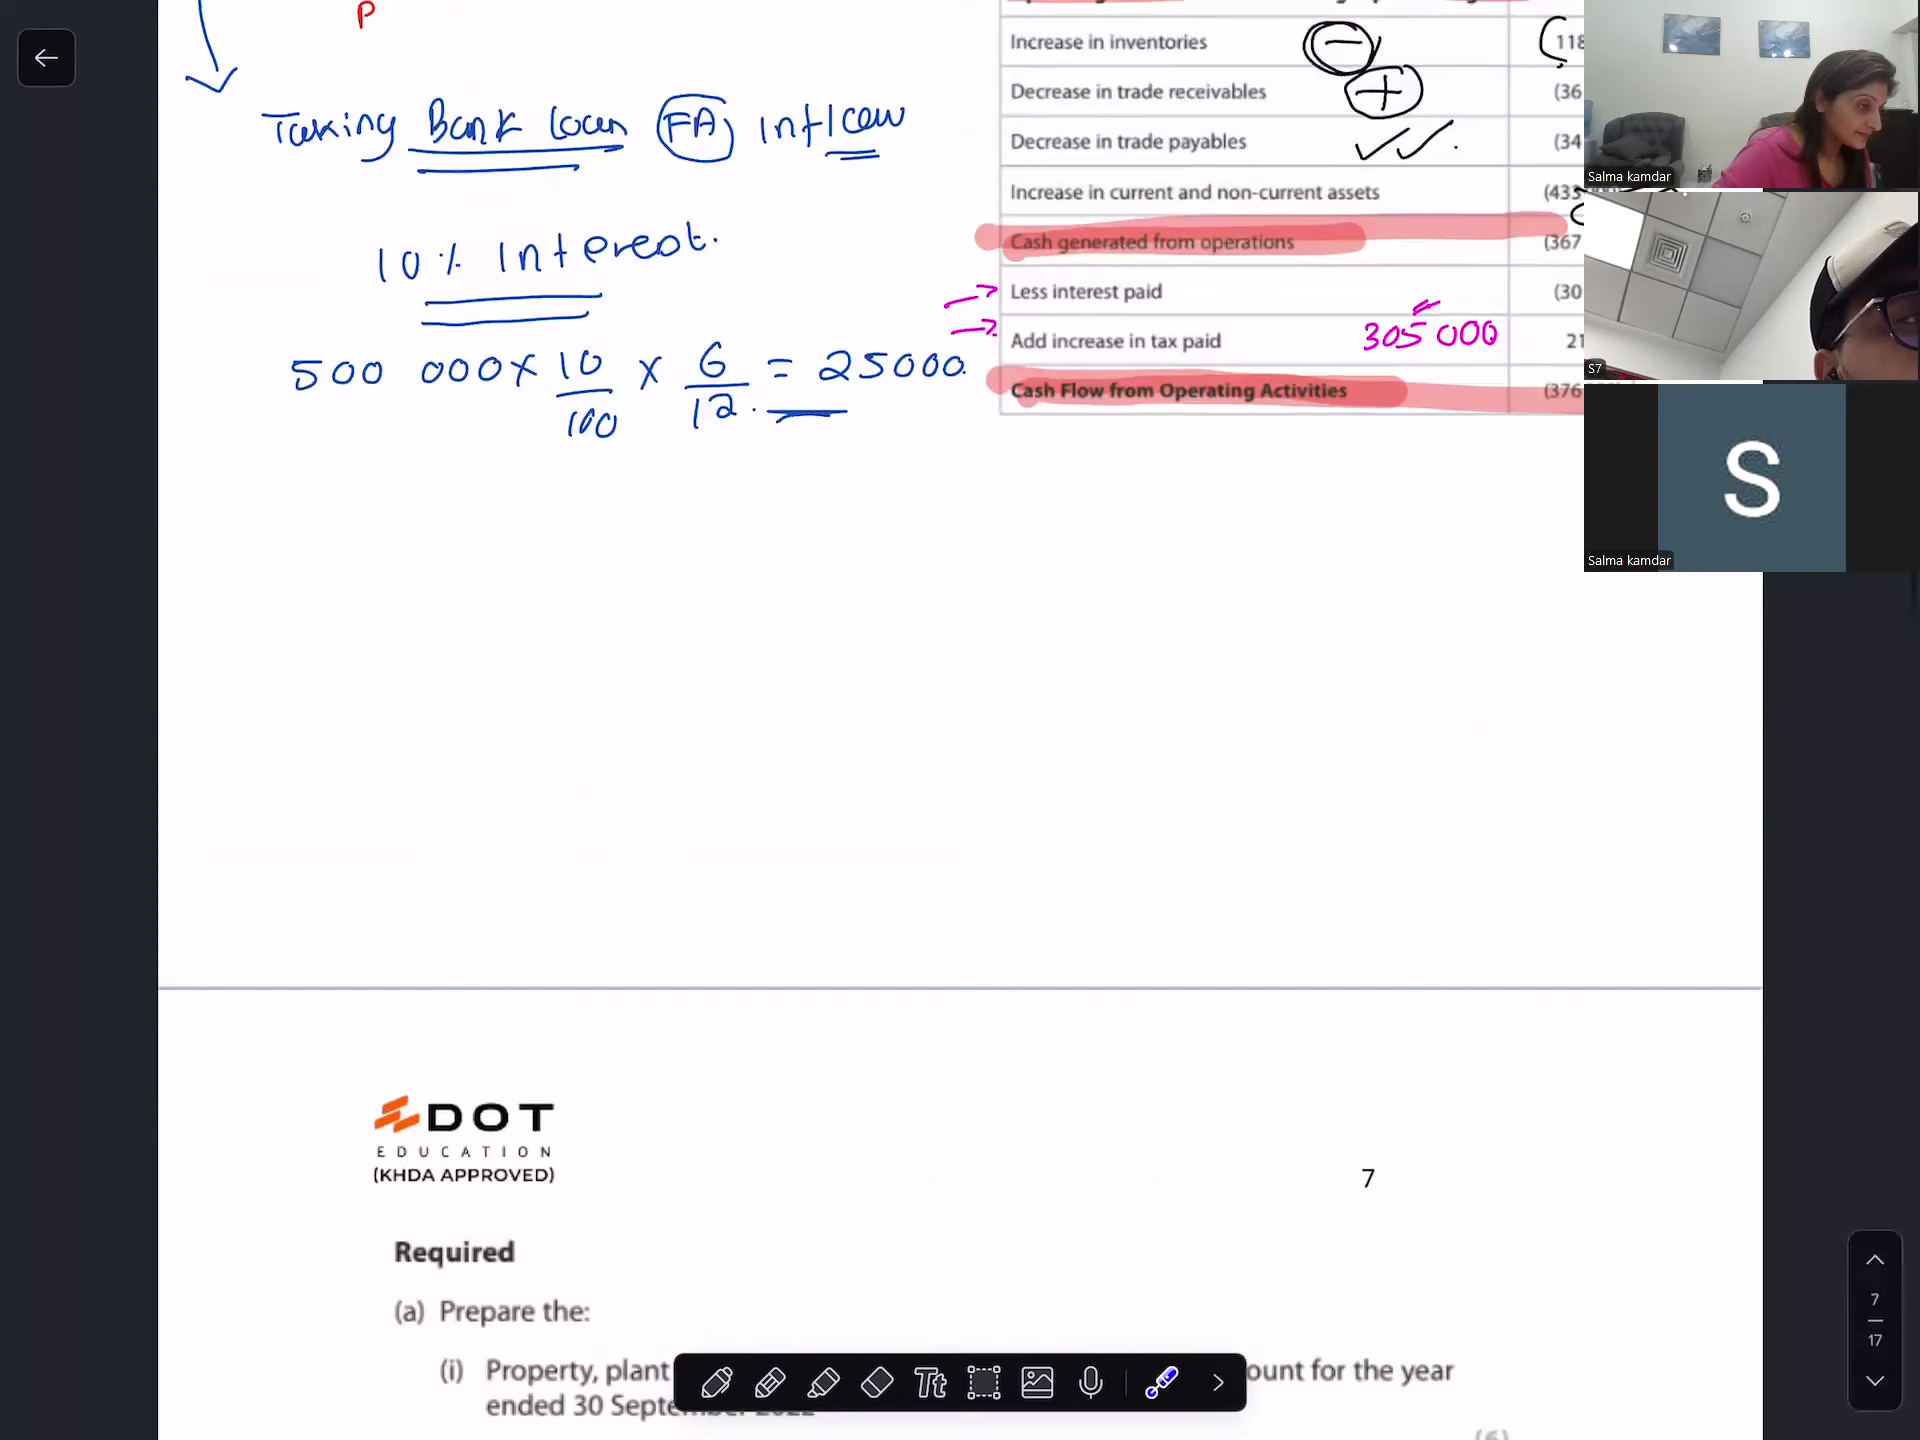 P
Taking Bank Loan (FA) inflow
10% Interest.
500 000 x 10/100 x 6/12. = 25000.
Increase in inventories − (118
Decrease in trade receivables + (36
Decrease in trade payables (34
Increase in current and non-current assets (433
Cash generated from operations (367
Less interest paid (30
Add increase in tax paid 305 000 21
Cash Flow from Operating Activities (376
Salma kamdar
S7
S
Salma kamdar
DOT
EDUCATION
(KHDA APPROVED)
7
Required
(a) Prepare the:
(i) Property, plant ount for the year
ended 30 Septe
Tt
7
17